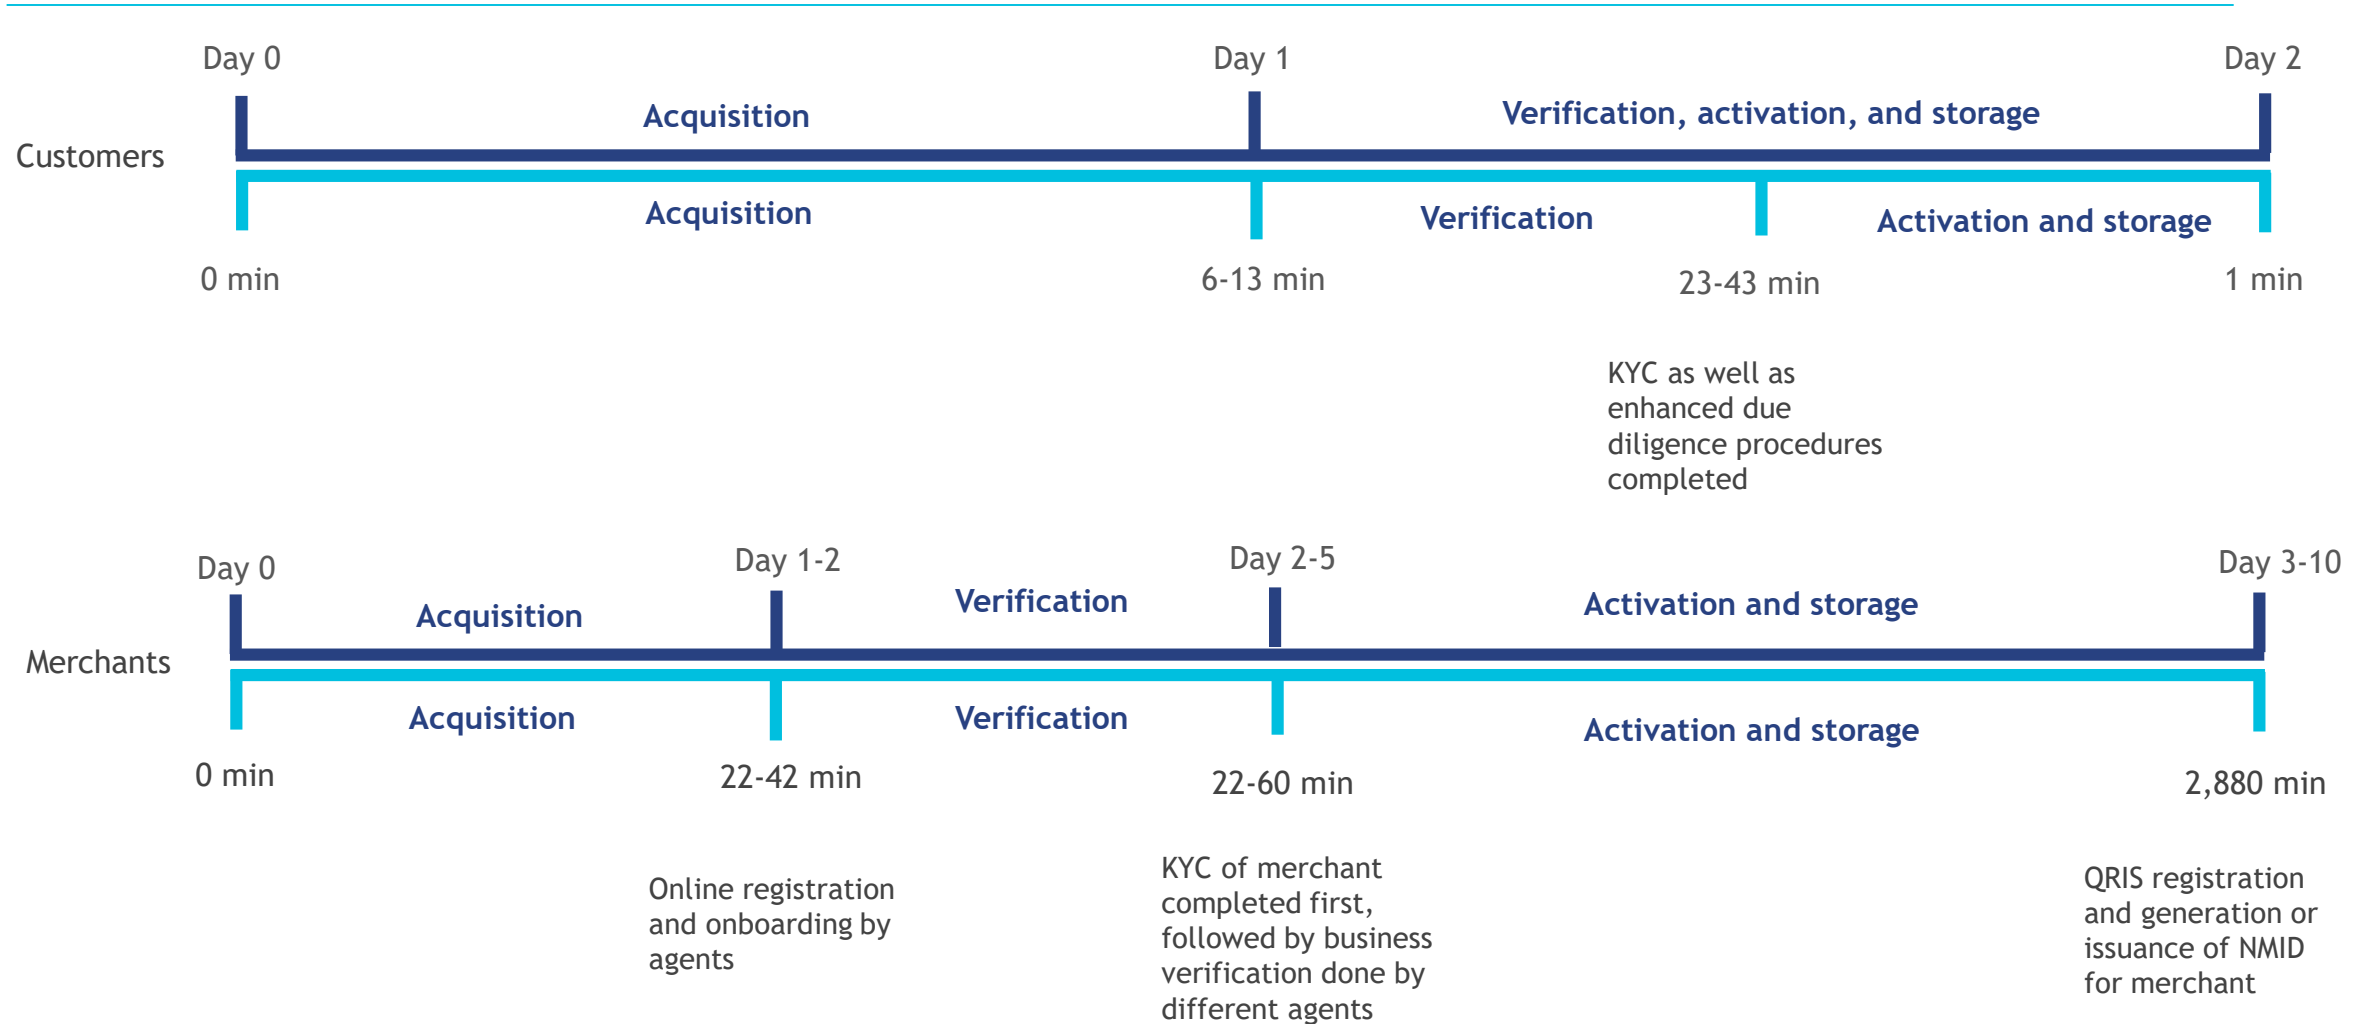 Day 0
Day 1
Day 2
Acquisition
Verification, activation, and storage
Customers
Acquisition
Verification
Activation and storage
0 min
6-13 min
23-43 min
1 min
KYC as well as
enhanced due
diligence procedures
completed
Day 0
Day 1-2
Day 2-5
Day 3-10
Acquisition
Verification
Activation and storage
Merchants
Acquisition
Verification
Activation and storage
0 min
22-42 min
22-60 min
2,880 min
Online registration
and onboarding by
agents
KYC of merchant
completed first,
followed by business
verification done by
different agents
QRIS registration
and generation or
issuance of NMID
for merchant